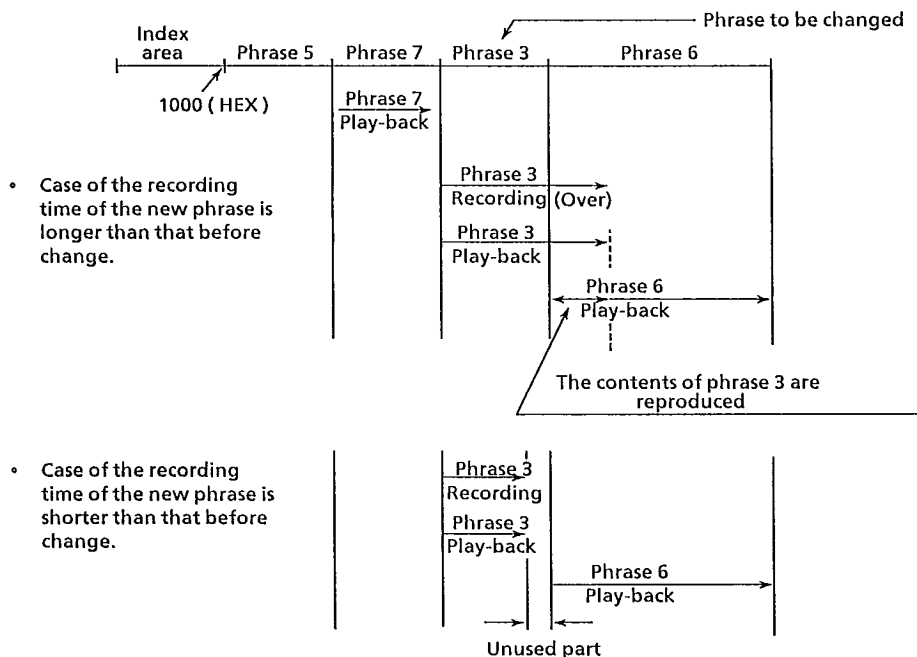 Phrase to be changed
Index
area
Phrase 5
Phrase 7
Phrase 3
Phrase 6
1000 ( HEX )
Phrase 7
Play-back
• Case of the recording
time of the new phrase is
longer than that before
change.
Phrase 3
Recording (Over)
Phrase 3
Play-back
Phrase 6
Play-back
The contents of phrase 3 are
reproduced
• Case of the recording
time of the new phrase is
shorter than that before
change.
Phrase 3
Recording
Phrase 3
Play-back
Phrase 6
Play-back
Unused part